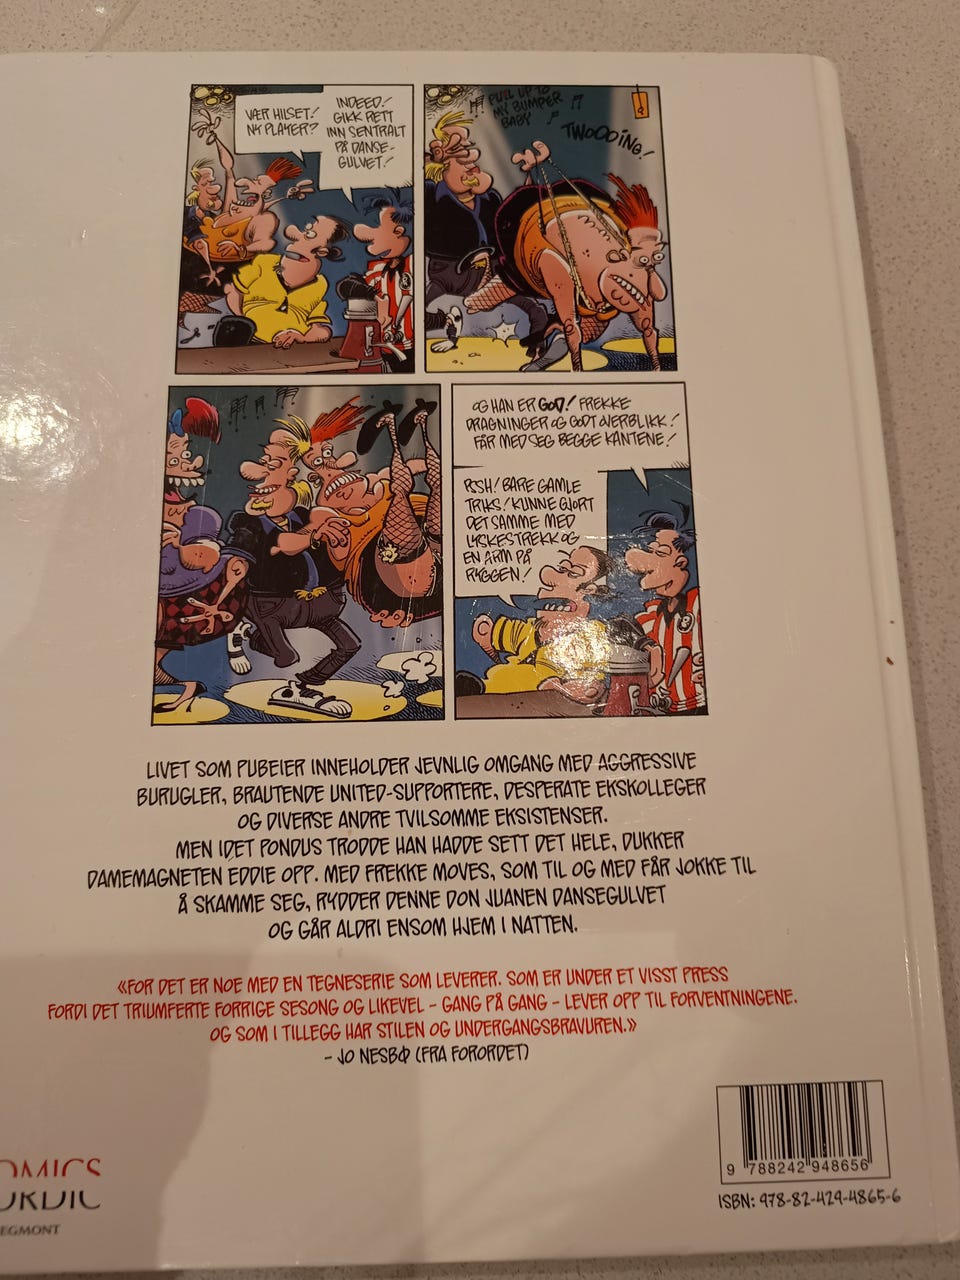 VÆR HILSET!
NY PLAYER?
INDEED!
GIKK RETT
INN SENTRALT
PÅ DANSE-
GULVET!
PULL UP TO
MY BUMPER
BABY
TWOOOING!
OG HAN ER GOD! FREKKE
DRAGNINGER OG GODT OVERBLIKK!
FÅR MED SEG BEGGE KANTENE!
PSSH! BARE GAMLE
TRIKS! KUNNE GJORT
DET SAMME MED
LYSKESTREKK OG
EN ARM PÅ
RYGGEN!
LIVET SOM PUBEIER INNEHOLDER JEVNLIG OMGANG MED AGGRESSIVE
BURUGLER, BRAUTENDE UNITED-SUPPORTERE, DESPERATE EKSKOLLEGER
OG DIVERSE ANDRE TVILSOMME EKSISTENSER.
MEN IDET PONDUS TRODDE HAN HADDE SETT DET HELE, DUKKER
DAMEMAGNETEN EDDIE OPP. MED FREKKE MOVES, SOM TIL OG MED FÅR JOKKE TIL
Å SKAMME SEG, RYDDER DENNE DON JUANEN DANSEGULVET
OG GÅR ALDRI ENSOM HJEM I NATTEN.
«FOR DET ER NOE MED EN TEGNESERIE SOM LEVERER. SOM ER UNDER ET VISST PRESS
FORDI DET TRIUMFERTE FORRIGE SESONG OG LIKEVEL – GANG PÅ GANG – LEVER OPP TIL FORVENTNINGENE.
OG SOM I TILLEGG HAR STILEN OG UNDERGANGSBRAVUREN.»
– JO NESBØ (FRA FORORDET)
9 788242 948656
ISBN: 978-82-429-4865-6
OMICS
ORDIC
EGMONT